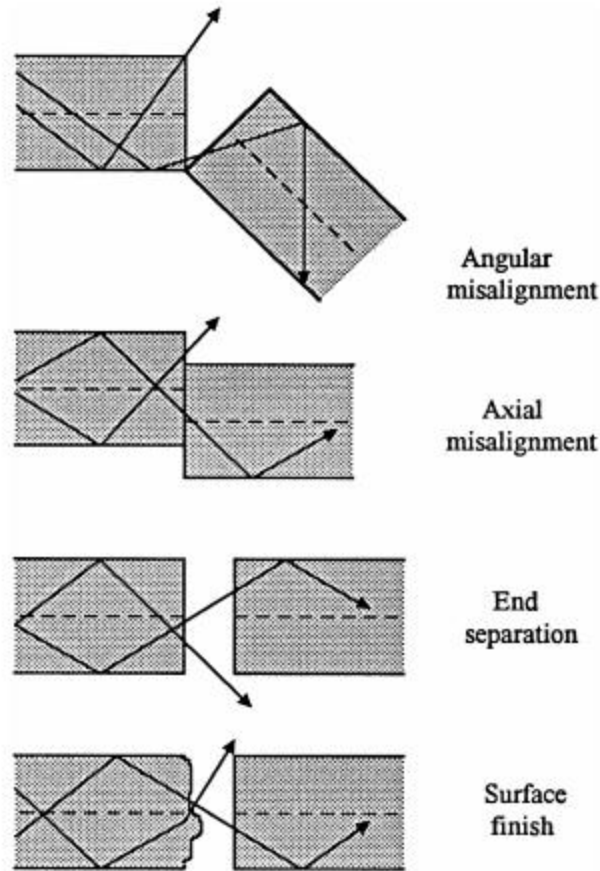 Angular
misalignment
Axial
misalignment
End
separation
Surface
finish